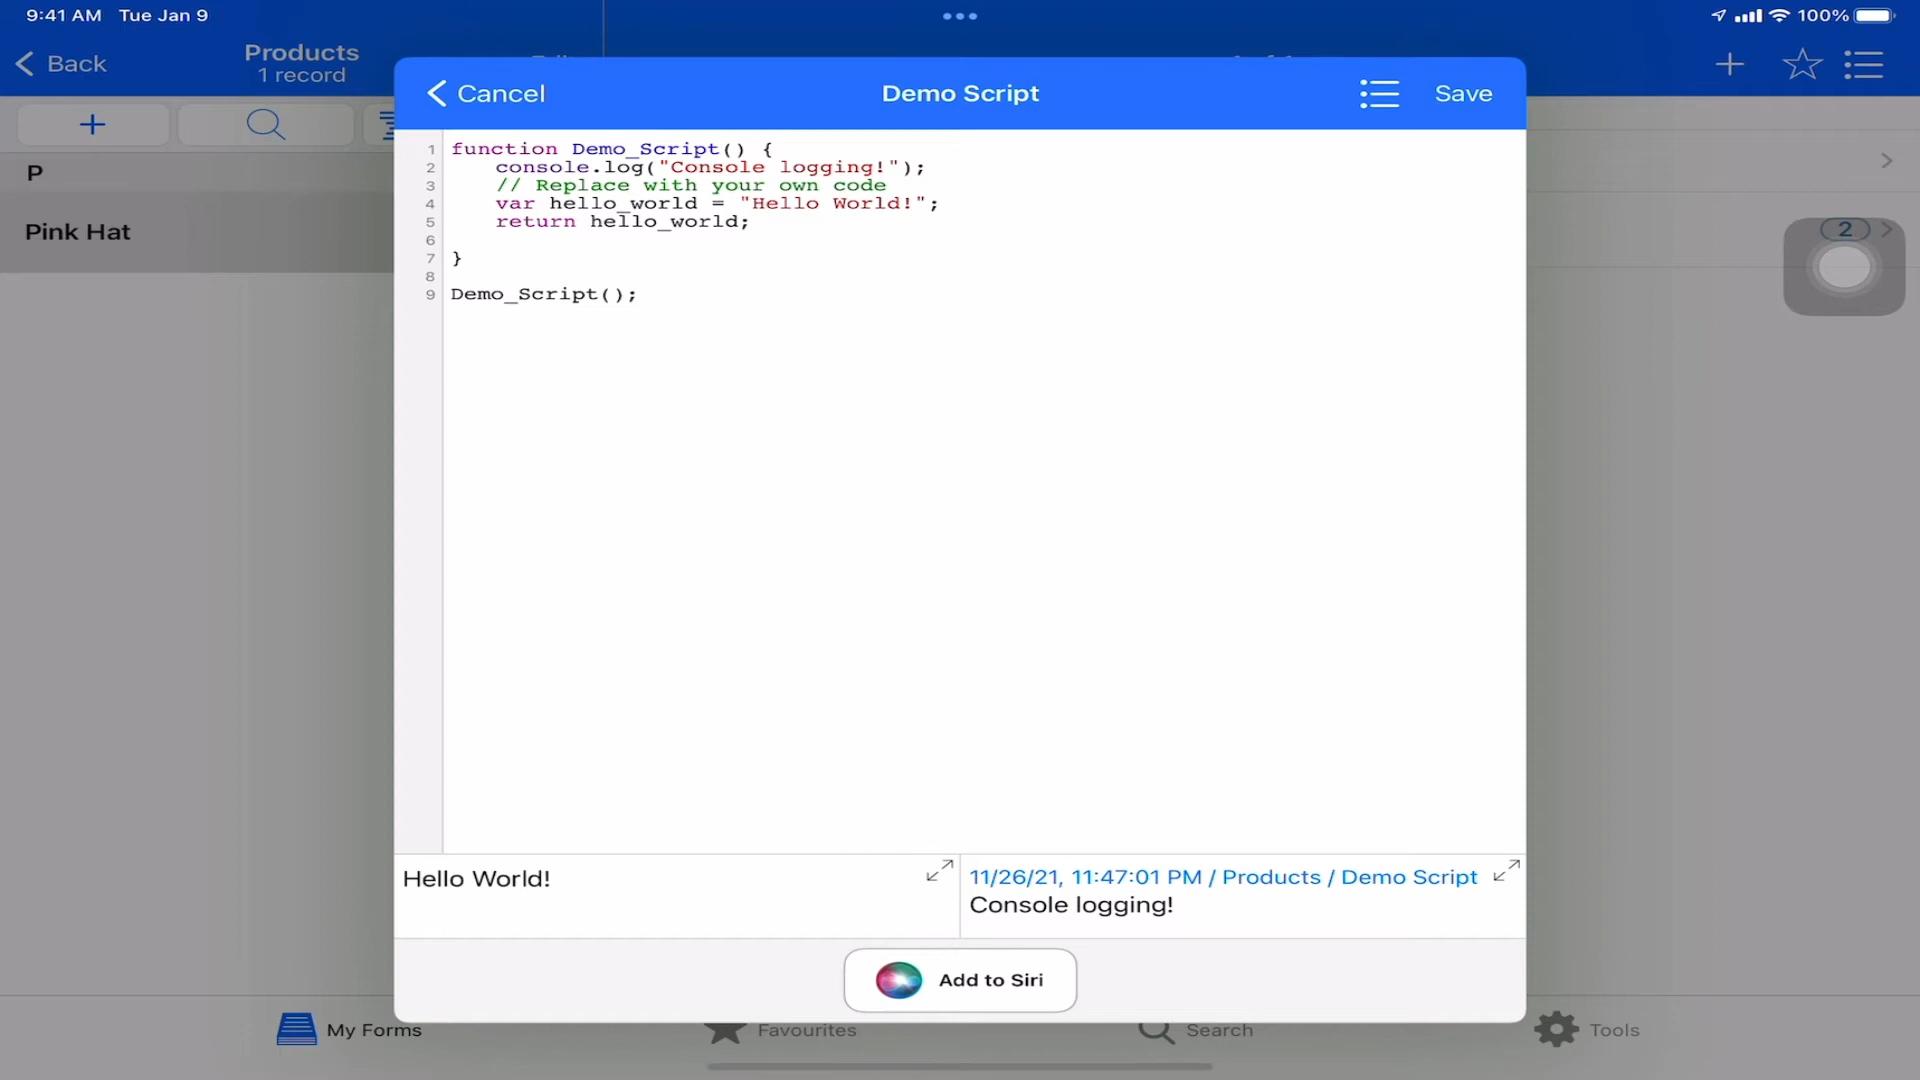 9:41 AM Tue Jan 9
100%
Back
Products
1 record
Cancel
Demo Script
Save
P
Pink Hat
2
1 function Demo_Script() {
2 console.log("Console logging!");
3 // Replace with your own code
4 var hello_world = "Hello World!";
5 return hello_world;
6
7 }
8
9 Demo_Script();
Hello World!
11/26/21, 11:47:01 PM / Products / Demo Script
Console logging!
Add to Siri
My Forms
Favourites
Search
Tools